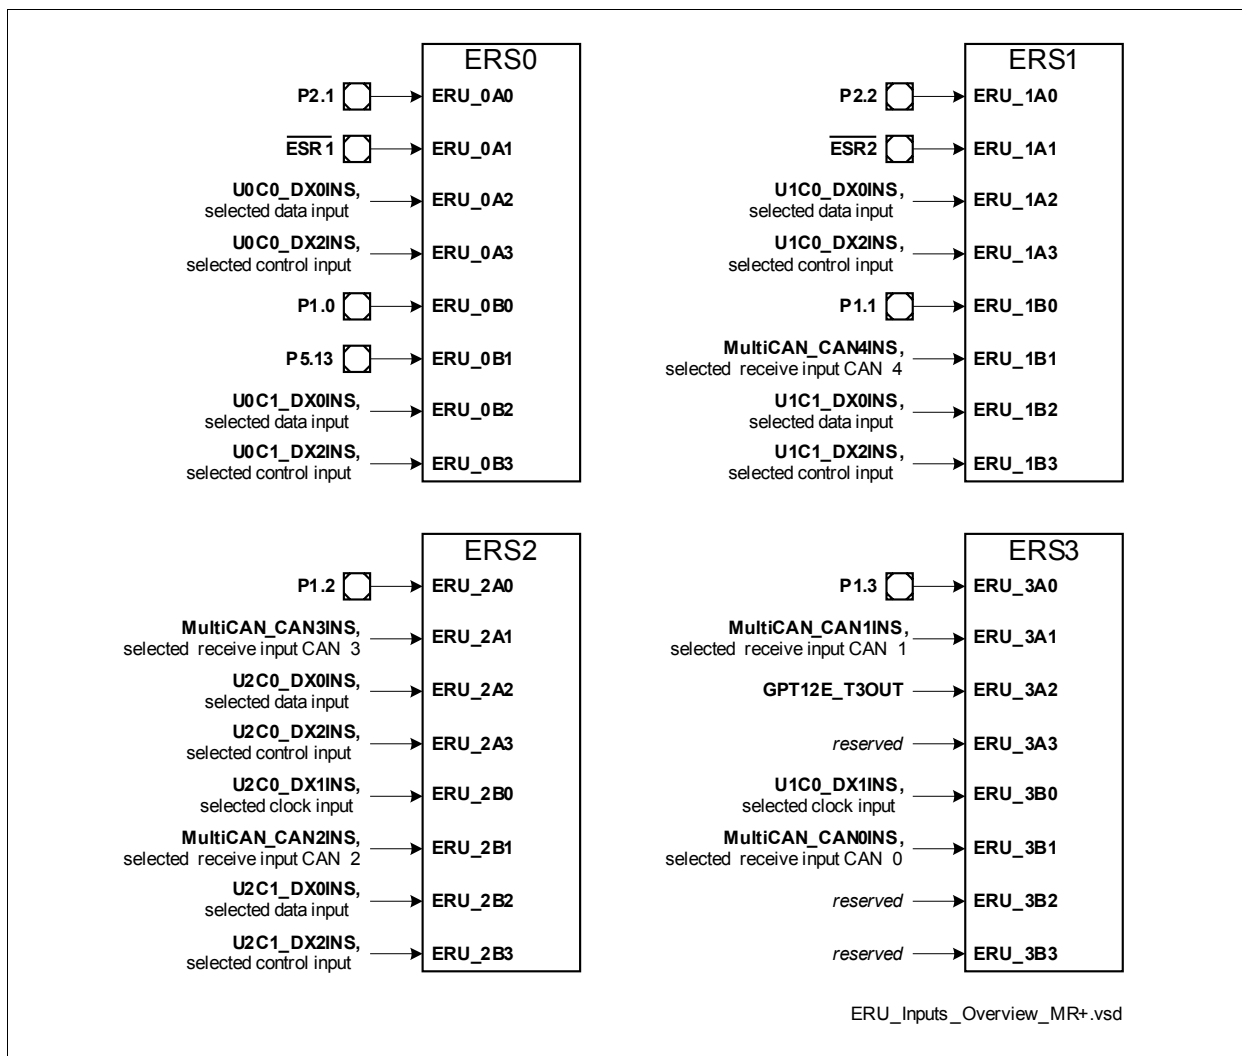 ERS0
P2.1 ERU_0A0
ESR1 ERU_0A1
U0C0_DX0INS,
selected data input ERU_0A2
U0C0_DX2INS,
selected control input ERU_0A3
P1.0 ERU_0B0
P5.13 ERU_0B1
U0C1_DX0INS,
selected data input ERU_0B2
U0C1_DX2INS,
selected control input ERU_0B3
ERS1
P2.2 ERU_1A0
ESR2 ERU_1A1
U1C0_DX0INS,
selected data input ERU_1A2
U1C0_DX2INS,
selected control input ERU_1A3
P1.1 ERU_1B0
MultiCAN_CAN4INS,
selected receive input CAN 4 ERU_1B1
U1C1_DX0INS,
selected data input ERU_1B2
U1C1_DX2INS,
selected control input ERU_1B3
ERS2
P1.2 ERU_2A0
MultiCAN_CAN3INS,
selected receive input CAN 3 ERU_2A1
U2C0_DX0INS,
selected data input ERU_2A2
U2C0_DX2INS,
selected control input ERU_2A3
U2C0_DX1INS,
selected clock input ERU_2B0
MultiCAN_CAN2INS,
selected receive input CAN 2 ERU_2B1
U2C1_DX0INS,
selected data input ERU_2B2
U2C1_DX2INS,
selected control input ERU_2B3
ERS3
P1.3 ERU_3A0
MultiCAN_CAN1INS,
selected receive input CAN 1 ERU_3A1
GPT12E_T3OUT ERU_3A2
reserved ERU_3A3
U1C0_DX1INS,
selected clock input ERU_3B0
MultiCAN_CAN0INS,
selected receive input CAN 0 ERU_3B1
reserved ERU_3B2
reserved ERU_3B3
ERU_Inputs_Overview_MR+.vsd